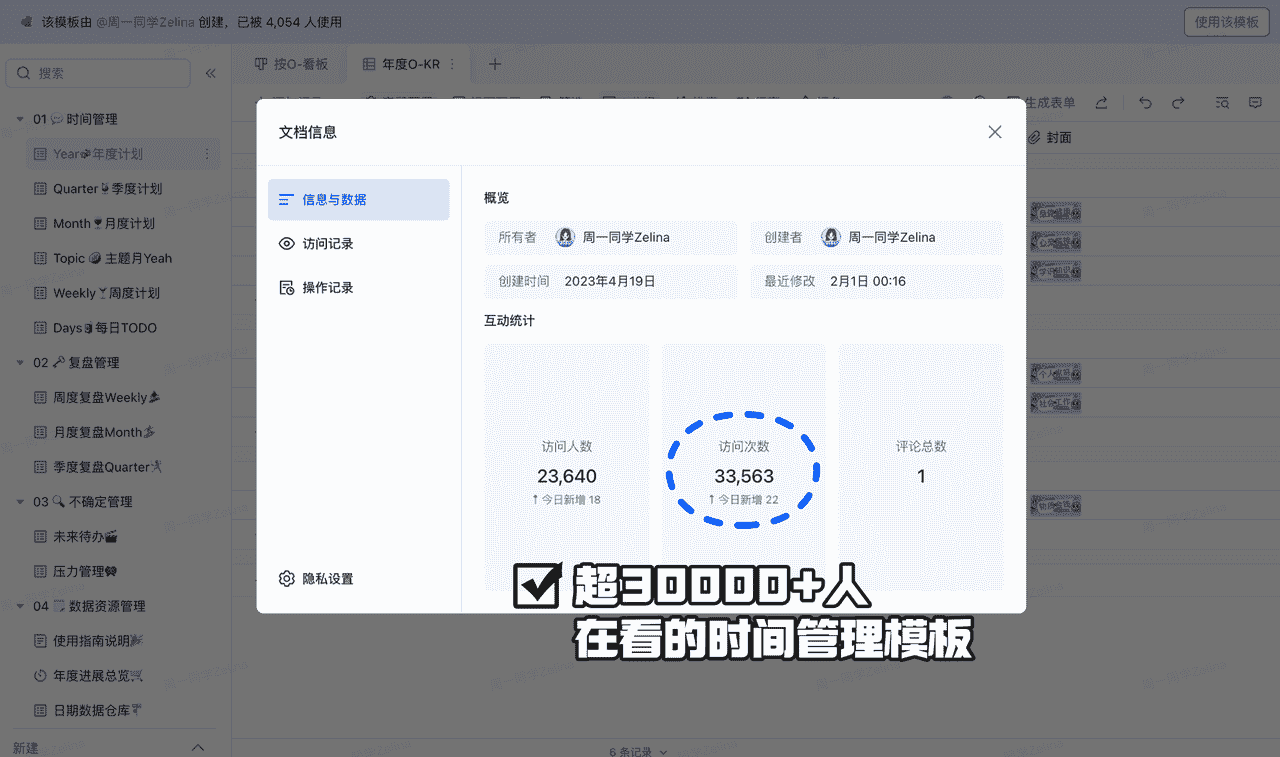 该模板由 @周一同学Zelina 创建，已被 4,054 人使用
使用该模板
搜索
按O-看板
年度O-KR
生成表单
封面
01 时间管理
Year 年度计划
Quarter 季度计划
Month 月度计划
Topic 主题月Yeah
Weekly 周度计划
Days 每日TODO
02 复盘管理
周度复盘Weekly
月度复盘Month
季度复盘Quarter
03 不确定管理
未来待办
压力管理
04 数据资源管理
使用指南说明
年度进展总览
日期数据仓库
新建
文档信息
信息与数据
访问记录
操作记录
隐私设置
概览
所有者 周一同学Zelina
创建者 周一同学Zelina
创建时间 2023年4月19日
最近修改 2月1日 00:16
互动统计
访问人数
23,640
↑ 今日新增 18
访问次数
33,563
↑ 今日新增 22
评论总数
1
超30000+人
在看的时间管理模板
社会工作
6 条记录